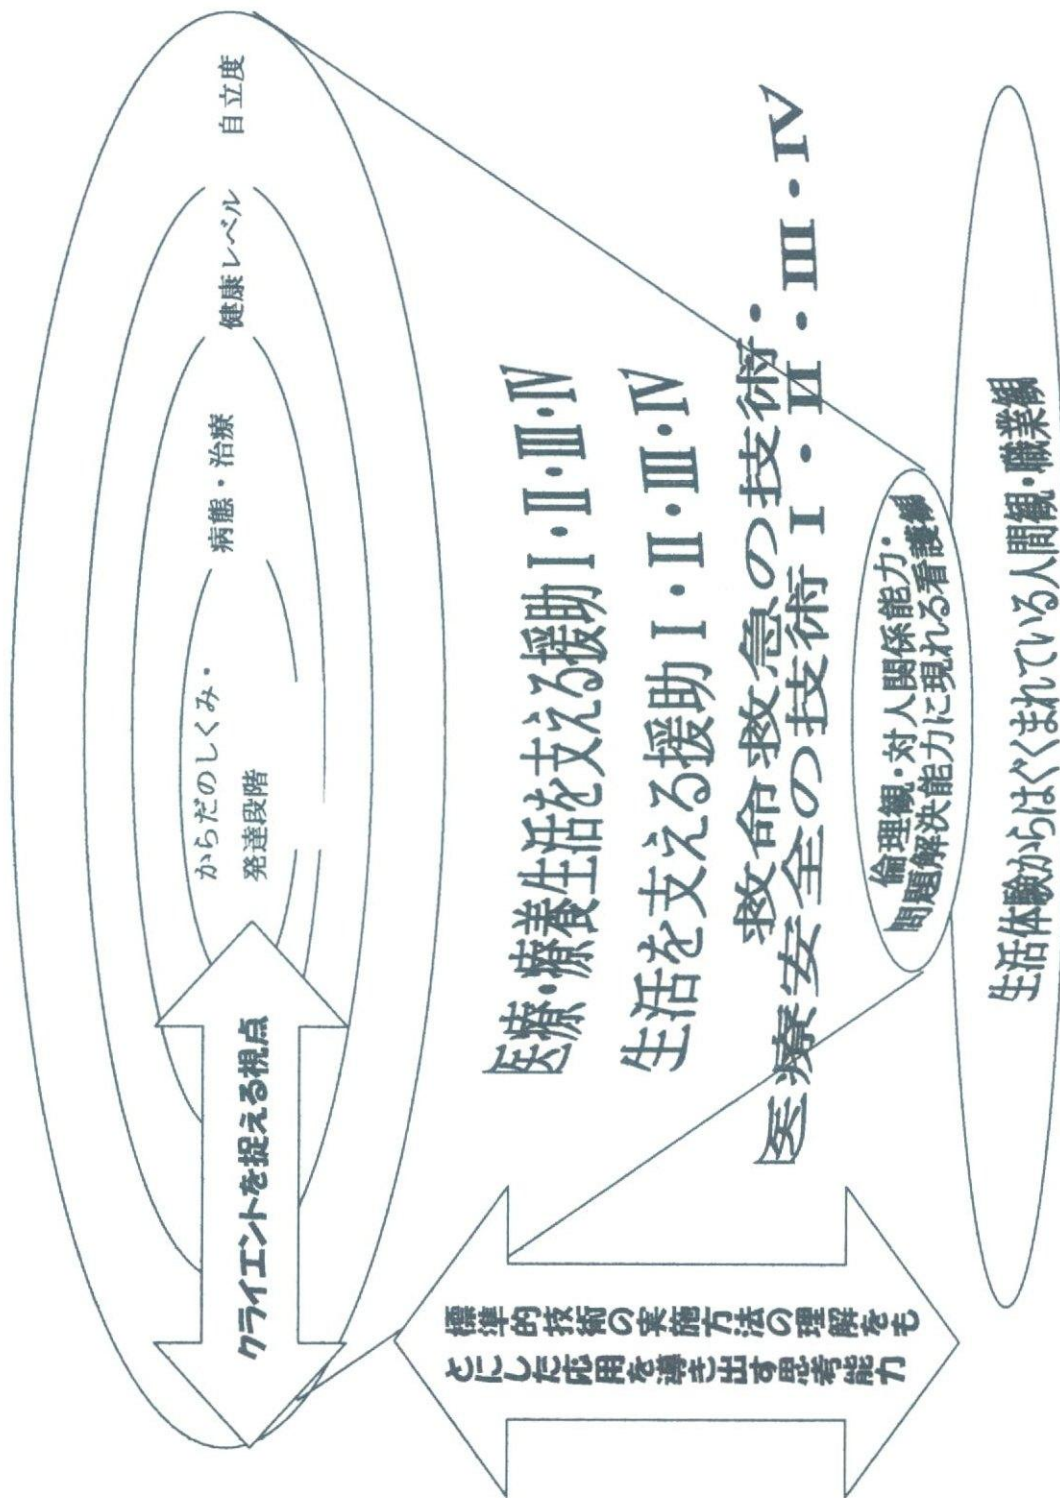 クライエントを捉える視点
からだのしくみ・
発達段階
病態・治療
健康レベル
自立度
標準的技術の実施方法の理解をも
とにした応用を導き出す思考能力
医療・療養生活を支える援助Ⅰ・Ⅱ・Ⅲ・Ⅳ
生活を支える援助Ⅰ・Ⅱ・Ⅲ・Ⅳ
救命救急の技術・
医療安全の技術Ⅰ・Ⅱ・Ⅲ・Ⅳ
倫理観・対人関係能力・
問題解決能力に現れる看護観
生活体験からはぐくまれている人間観・職業観